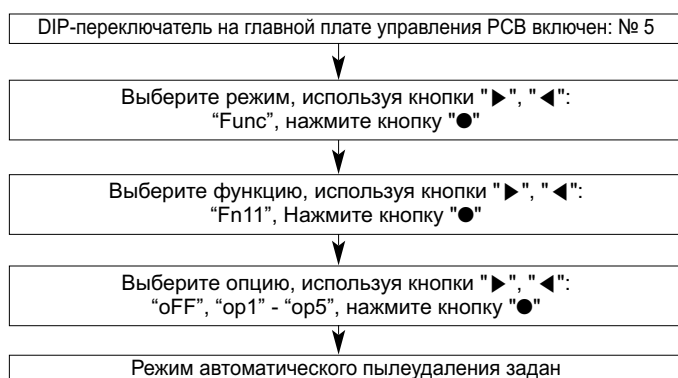 DIP-переключатель на главной плате управления PCB включен: № 5
Выберите режим, используя кнопки "▶", "◀":
“Func”, нажмите кнопку "●"
Выберите функцию, используя кнопки "▶", "◀":
“Fn11”, Нажмите кнопку "●"
Выберите опцию, используя кнопки "▶", "◀":
“oFF”, “op1” - “op5”, нажмите кнопку "●"
Режим автоматического пылеудаления задан